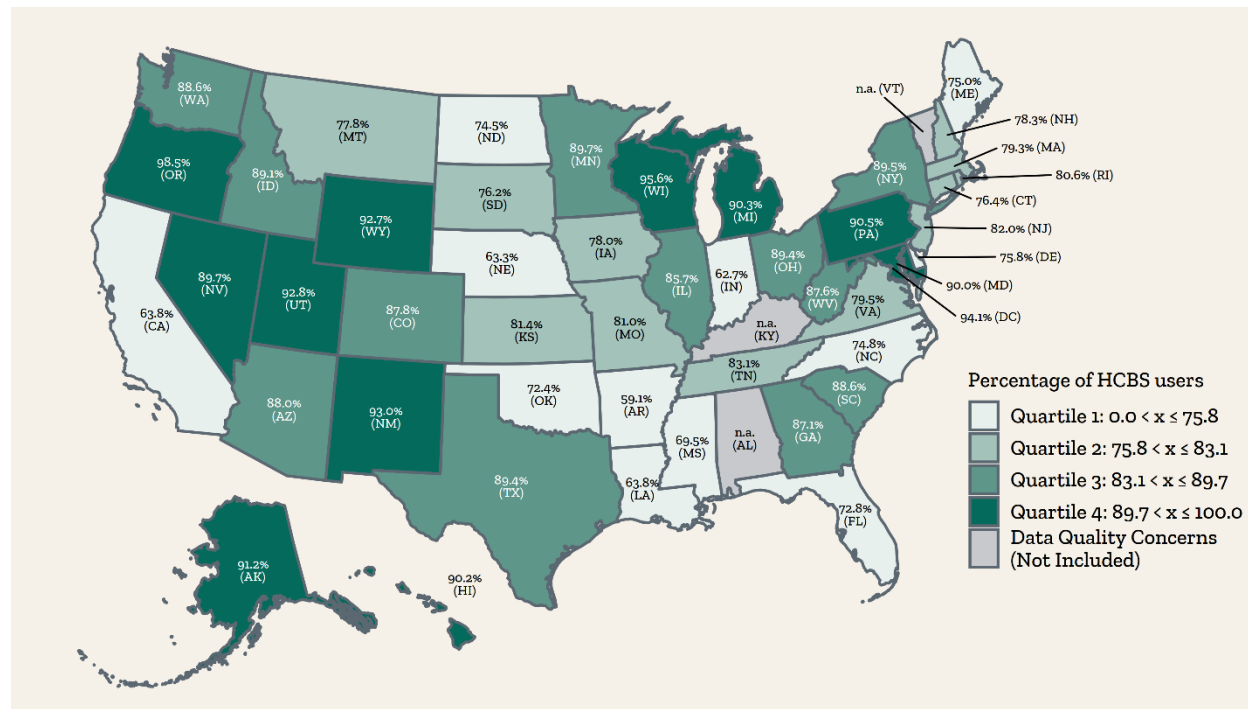 88.6%
(WA)
98.5%
(OR)
89.1%
(ID)
77.8%
(MT)
74.5%
(ND)
76.2%
(SD)
92.7%
(WY)
63.3%
(NE)
63.8%
(CA)
89.7%
(NV)
92.8%
(UT)
87.8%
(CO)
81.4%
(KS)
88.0%
(AZ)
93.0%
(NM)
72.4%
(OK)
89.4%
(TX)
89.7%
(MN)
78.0%
(IA)
81.0%
(MO)
59.1%
(AR)
63.8%
(LA)
95.6%
(WI)
85.7%
(IL)
90.3%
(MI)
62.7%
(IN)
89.4%
(OH)
n.a.
(KY)
83.1%
(TN)
69.5%
(MS)
n.a.
(AL)
87.1%
(GA)
72.8%
(FL)
88.6%
(SC)
74.8%
(NC)
79.5%
(VA)
87.6%
(WV)
90.5%
(PA)
89.5%
(NY)
n.a. (VT)
75.0%
(ME)
78.3% (NH)
79.3% (MA)
80.6% (RI)
76.4% (CT)
82.0% (NJ)
75.8% (DE)
90.0% (MD)
94.1% (DC)
91.2%
(AK)
90.2%
(HI)
Percentage of HCBS users
Quartile 1: 0.0 < x ≤ 75.8
Quartile 2: 75.8 < x ≤ 83.1
Quartile 3: 83.1 < x ≤ 89.7
Quartile 4: 89.7 < x ≤ 100.0
Data Quality Concerns
(Not Included)